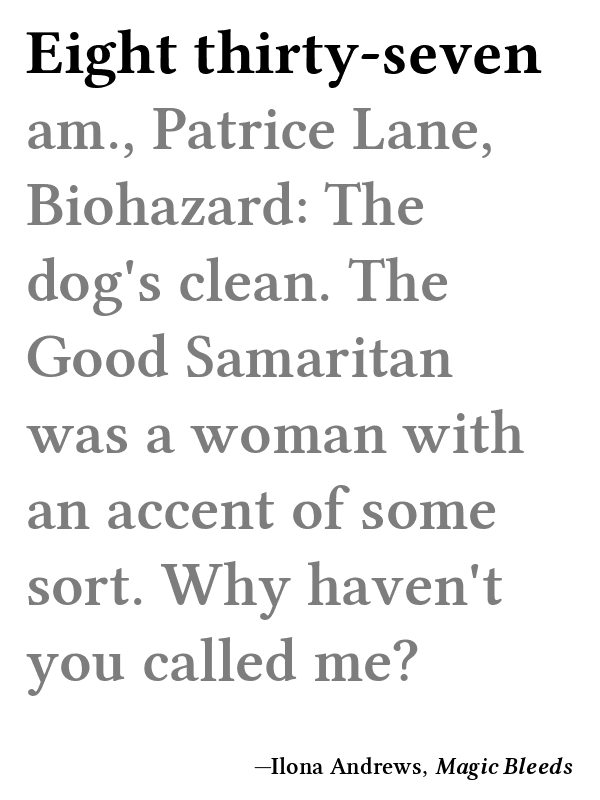 Eight thirty-seven
am., Patrice Lane,
Biohazard: The
dog's clean. The
Good Samaritan
was a woman with
an accent of some
sort. Why haven't
you called me?
—Ilona Andrews, Magic Bleeds